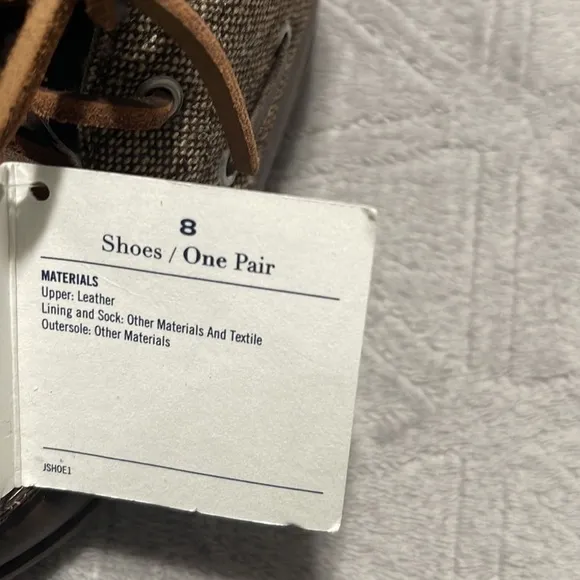 8
Shoes / One Pair
MATERIALS
Upper: Leather
Lining and Sock: Other Materials And Textile
Outersole: Other Materials
JSHOE1